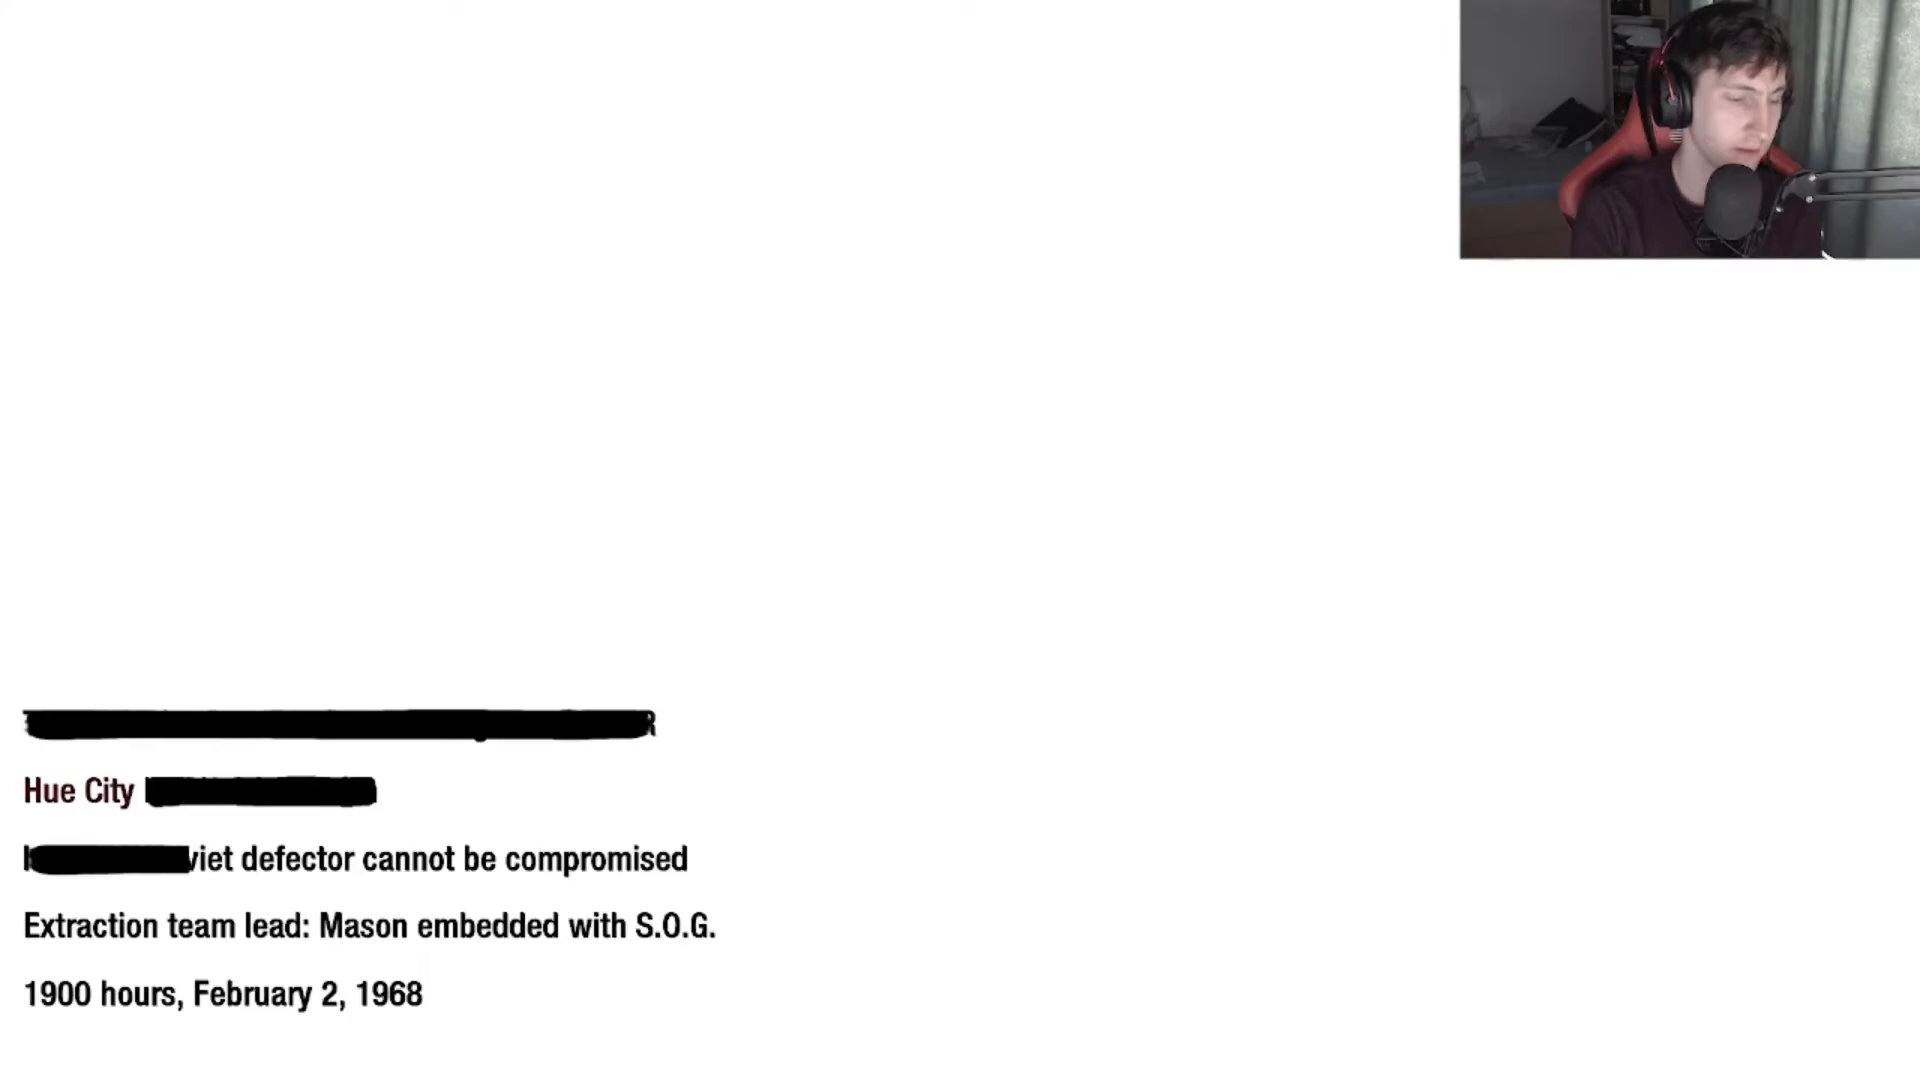 Hue City
viet defector cannot be compromised
Extraction team lead: Mason embedded with S.O.G.
1900 hours, February 2, 1968